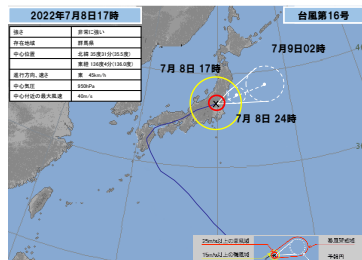 2022年7月8日17時
台風第16号
強さ 非常に強い
存在地域 群馬県
中心位置 北緯 35度31分(35.5度)
東経 138度4分(138.0度)
進行方向、速さ 東 45km/h
中心気圧 950hPa
中心付近の最大風速 40m/s
7月9日02時
7月 8日 17時
7月 8日 24時
25m/s以上の暴風域
暴風警戒域
15m/s以上の強風域
予報円